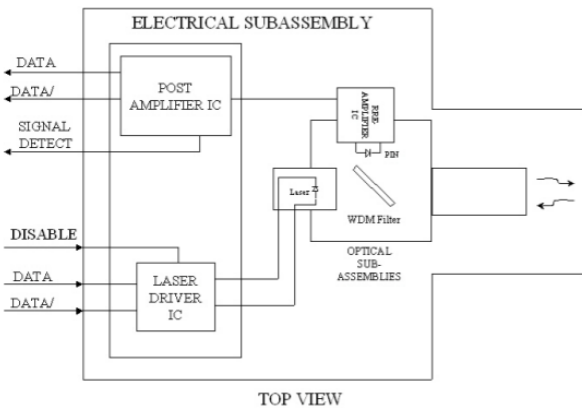 ELECTRICAL SUBASSEMBLY
DATA
DATA/
SIGNAL
DETECT
POST
AMPLIFIER IC
PRE
AMPLIFIER
IC
PIN
Laser
WDM Filter
OPTICAL
SUB-
ASSEMBLIES
DISABLE
DATA
DATA/
LASER
DRIVER
IC
TOP VIEW